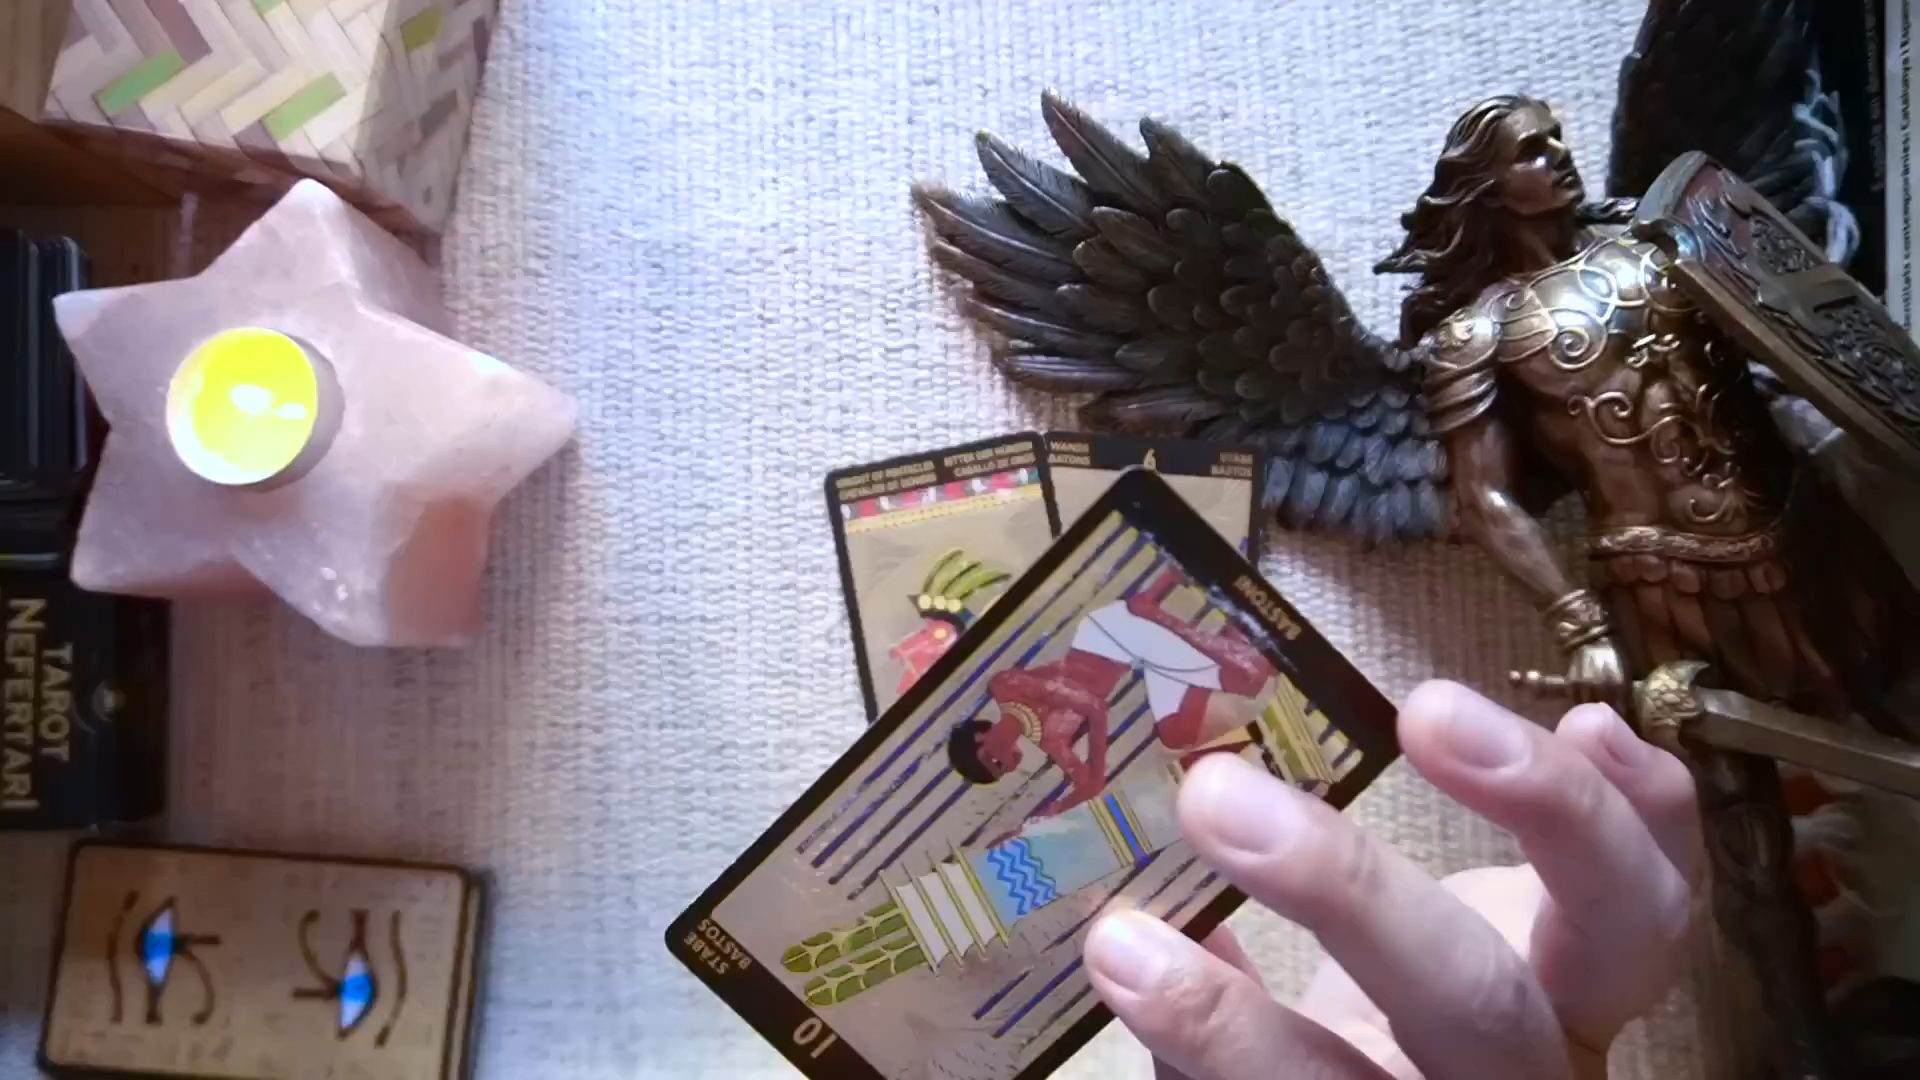 KNIGHT OF PENTACLES
CHEVALIER DE DENIERS
RITTER DER MÜNZEN
CABALLO DE OROS
WANDS
BATONS
6
STABE
BASTOS
BASTONI
STABE
BASTOS
10
TAROT
NEFERTARI